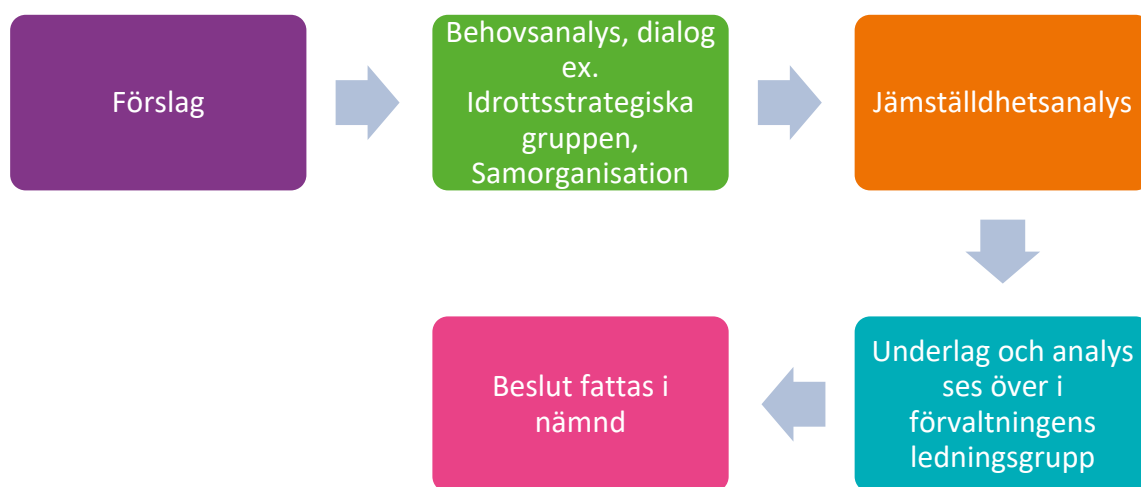 Förslag
Behovsanalys, dialog
ex.
Idrottsstrategiska
gruppen,
Samorganisation
Jämställdhetsanalys
Underlag och analys
ses över i
förvaltningens
ledningsgrupp
Beslut fattas i
nämnd